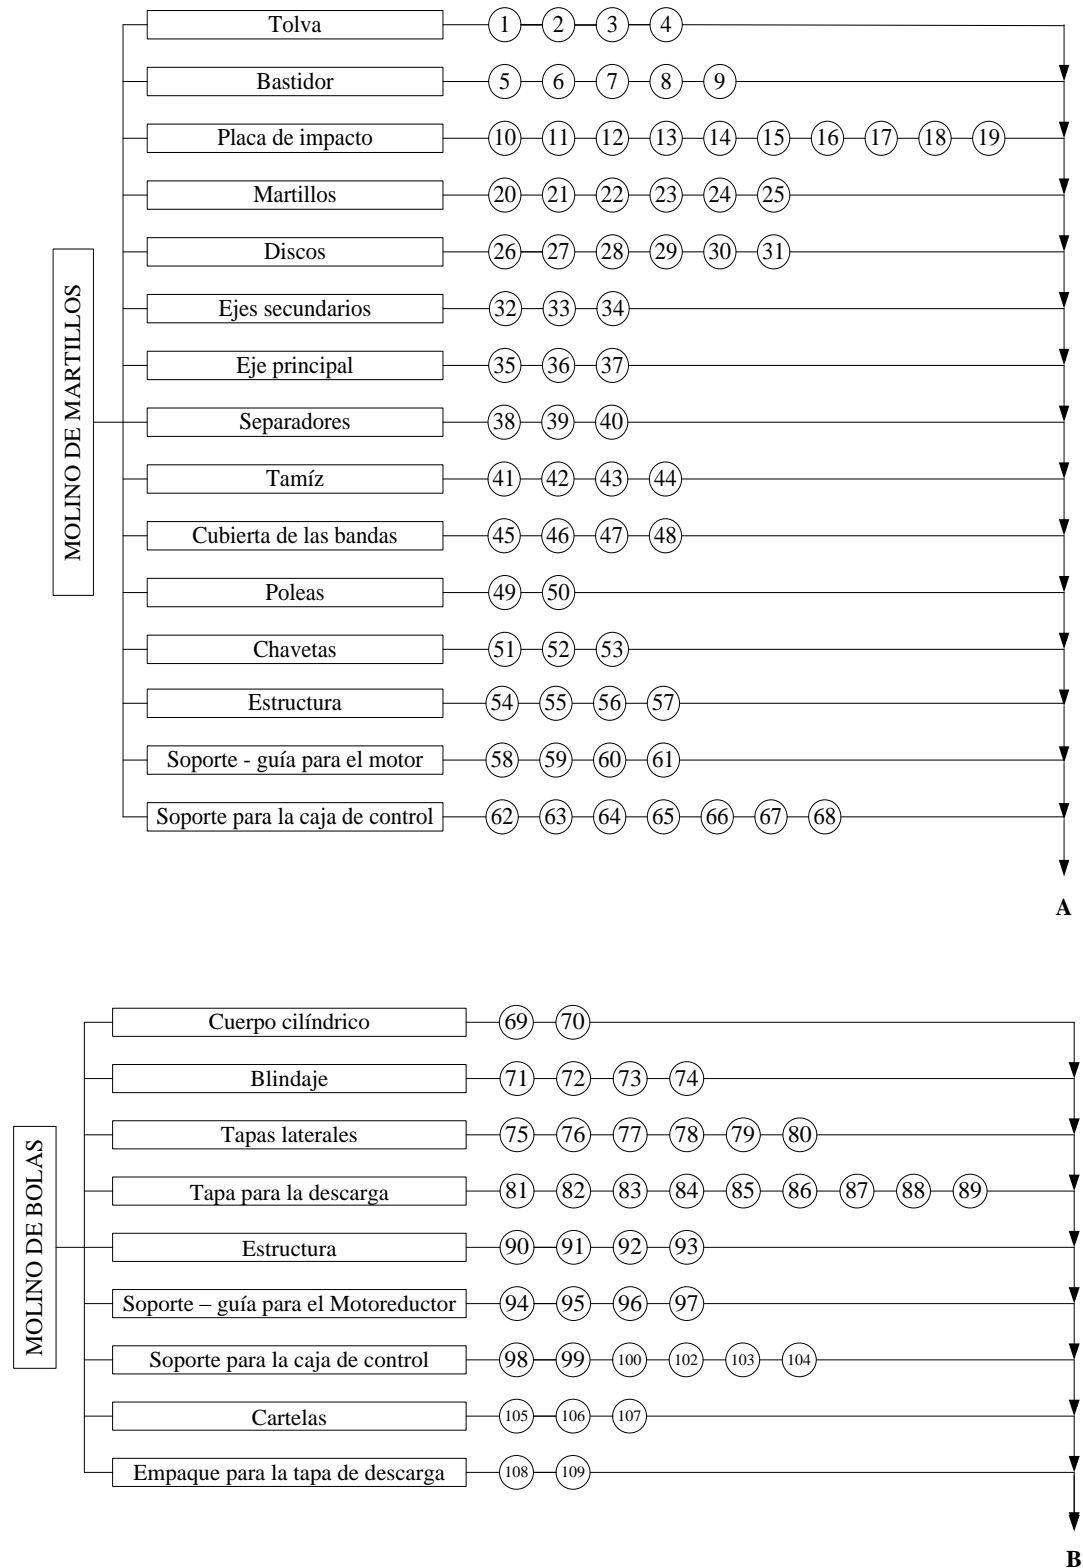 Tolva 1 2 3 4
Bastidor 5 6 7 8 9
Placa de impacto 10 11 12 13 14 15 16 17 18 19
Martillos 20 21 22 23 24 25
Discos 26 27 28 29 30 31
Ejes secundarios 32 33 34
Eje principal 35 36 37
MOLINO DE MARTILLOS
Separadores 38 39 40
Tamíz 41 42 43 44
Cubierta de las bandas 45 46 47 48
Poleas 49 50
Chavetas 51 52 53
Estructura 54 55 56 57
Soporte - guía para el motor 58 59 60 61
Soporte para la caja de control 62 63 64 65 66 67 68
A
Cuerpo cilíndrico 69 70
Blindaje 71 72 73 74
Tapas laterales 75 76 77 78 79 80
Tapa para la descarga 81 82 83 84 85 86 87 88 89
MOLINO DE BOLAS
Estructura 90 91 92 93
Soporte – guía para el Motoreductor 94 95 96 97
Soporte para la caja de control 98 99 100 102 103 104
Cartelas 105 106 107
Empaque para la tapa de descarga 108 109
B